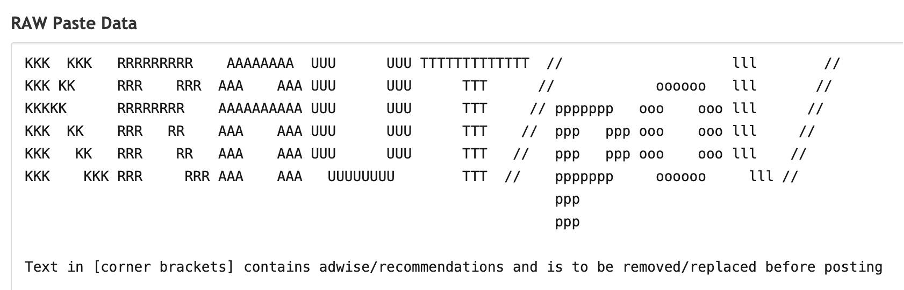 RAW Paste Data
KKK  KKK   RRRRRRRRR    AAAAAAAA  UUU      UUU TTTTTTTTTTTTT  //                    lll        //
KKK KK     RRR    RRR  AAA    AAA UUU      UUU      TTT      //            oooooo   lll       //
KKKKK      RRRRRRRR    AAAAAAAAAA UUU      UUU      TTT     // ppppppp   ooo    ooo lll      //
KKK  KK    RRR   RR    AAA    AAA UUU      UUU      TTT    //  ppp   ppp ooo    ooo lll     //
KKK   KK   RRR    RR   AAA    AAA UUU      UUU      TTT   //   ppp   ppp ooo    ooo lll    //
KKK    KKK RRR     RRR AAA    AAA   UUUUUUUU        TTT  //    ppppppp     oooooo     lll //
                                                               ppp
                                                               ppp
Text in [corner brackets] contains adwise/recommendations and is to be removed/replaced before posting